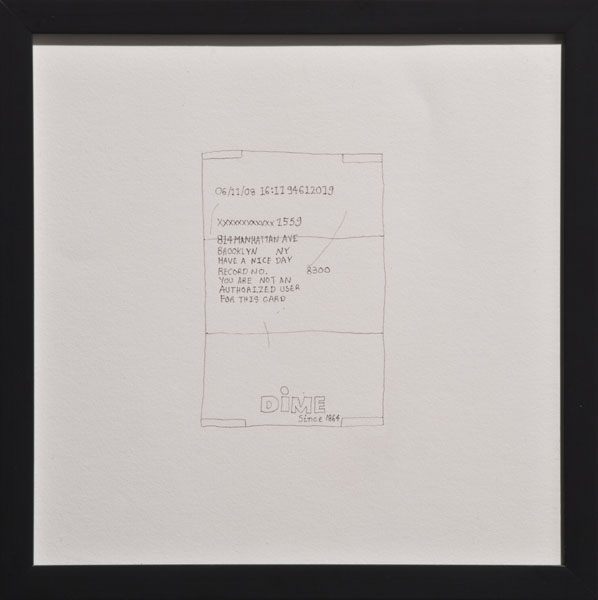 06/11/08 16:11 94612019
xxxxxxxxxxxx 1559
814 MANHATTAN AVE
BROOKLYN NY
HAVE A NICE DAY
RECORD NO. 8300
YOU ARE NOT AN
AUTHORIZED USER
FOR THIS CARD
DiME
Since 1864